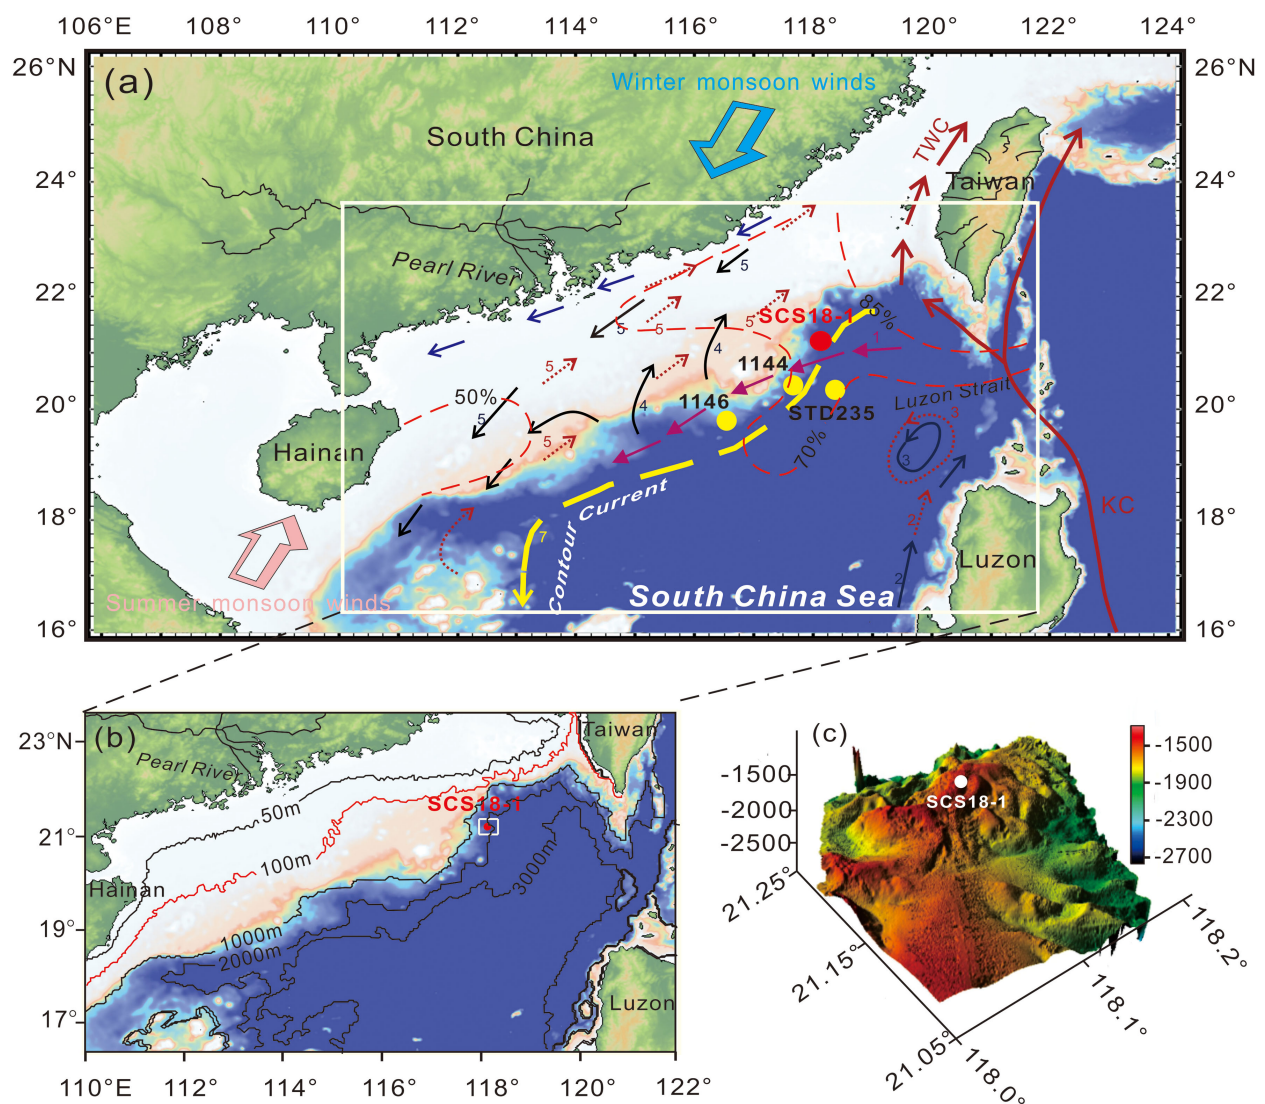 106°E 108° 110° 112° 114° 116° 118° 120° 122° 124°
26°N
26°N
(a)
Winter monsoon winds
South China
TWC
24°
Taiwan
24°
Pearl River
5
22°
85%
22°
5
5
5
SCS18-1
4
1
5
1144
50%
1146
Luzon Strait
20°
5
4
STD235
3
20°
Hainan
5
70%
3
Contour Current
KC
18°
2
18°
7
Luzon
2
Summer monsoon winds
South China Sea
16°
16°
(b)
Taiwan
23°N
Pearl River
50m
SCS18-1
21°
100m
3000m
Hainan
19°
1000m
2000m
Luzon
17°
110°E 112° 114° 116° 118° 120° 122°
(c)
-1500
-1500
-2000
-1900
SCS18-1
-2300
-2500
-2700
21.25°
21.15°
21.05°
118.0°
118.1°
118.2°